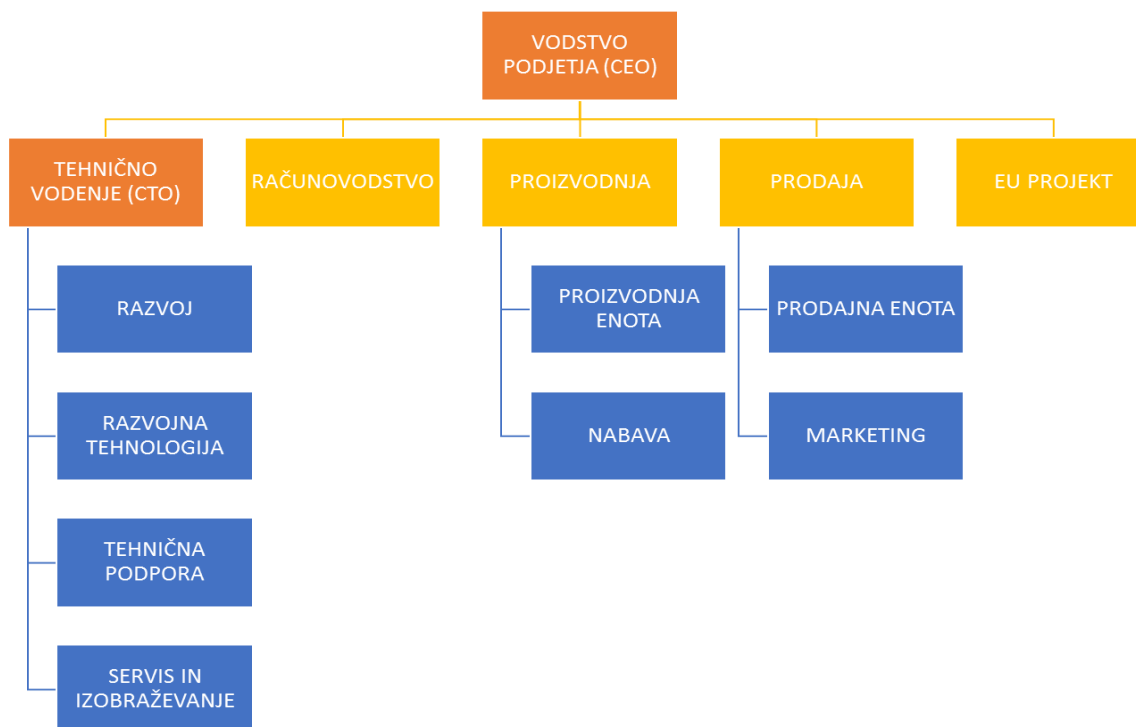 VODSTVO
PODJETJA (CEO)
TEHNIČNO
VODENJE (CTO)
RAČUNOVODSTVO
PROIZVODNJA
PRODAJA
EU PROJEKT
RAZVOJ
PROIZVODNJA
ENOTA
PRODAJNA ENOTA
RAZVOJNA
TEHNOLOGIJA
NABAVA
MARKETING
TEHNIČNA
PODPORA
SERVIS IN
IZOBRAŽEVANJE